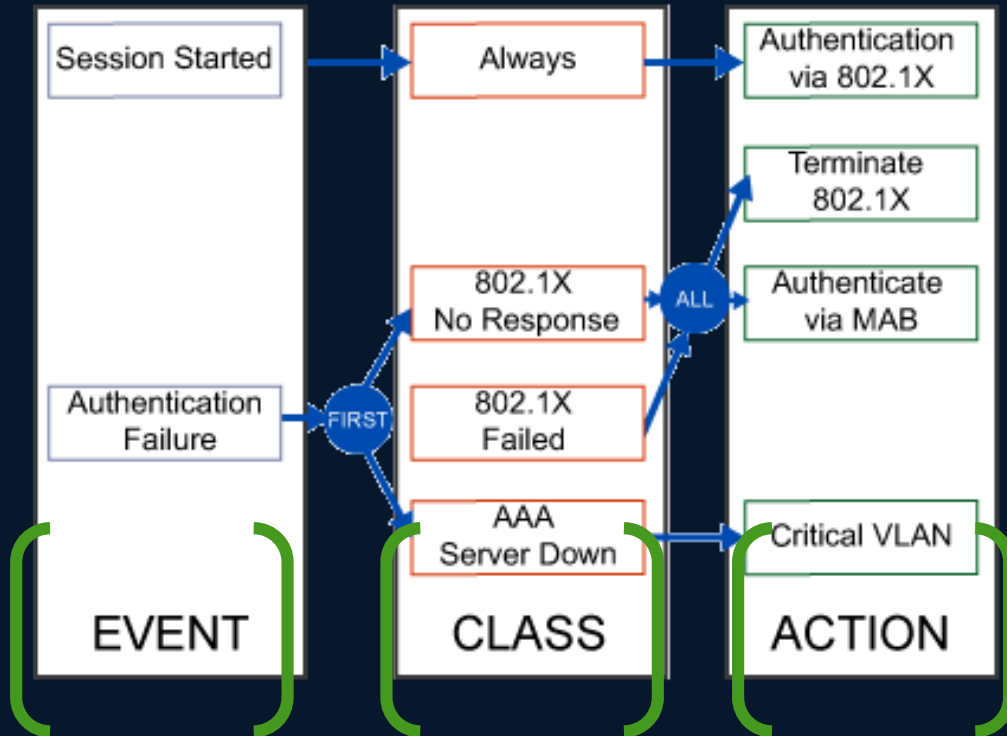 Session Started
Always
Authentication
via 802.1X
Terminate
802.1X
802.1X
No Response
ALL
Authenticate
via MAB
Authentication
Failure
FIRST
802.1X
Failed
AAA
Server Down
Critical VLAN
EVENT
CLASS
ACTION